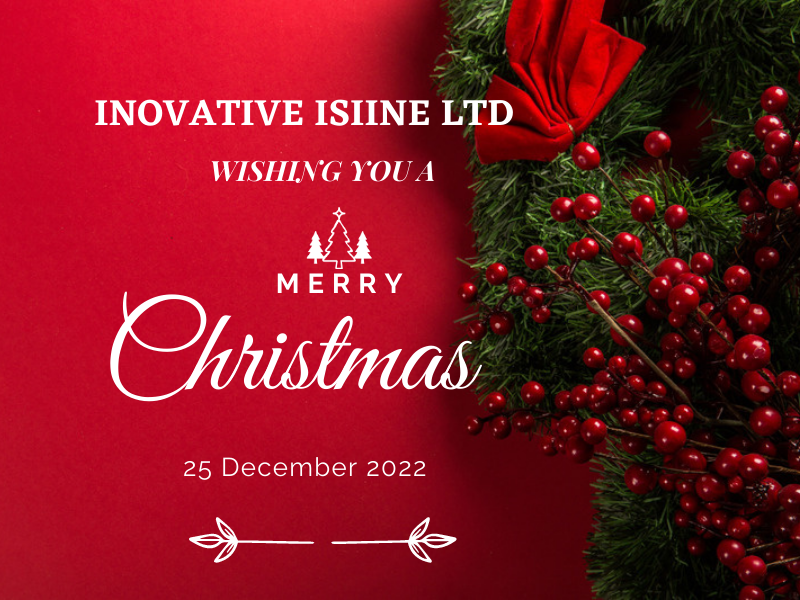 INOVATIVE ISIINE LTD
WISHING YOU A
MERRY
Christmas
25 December 2022